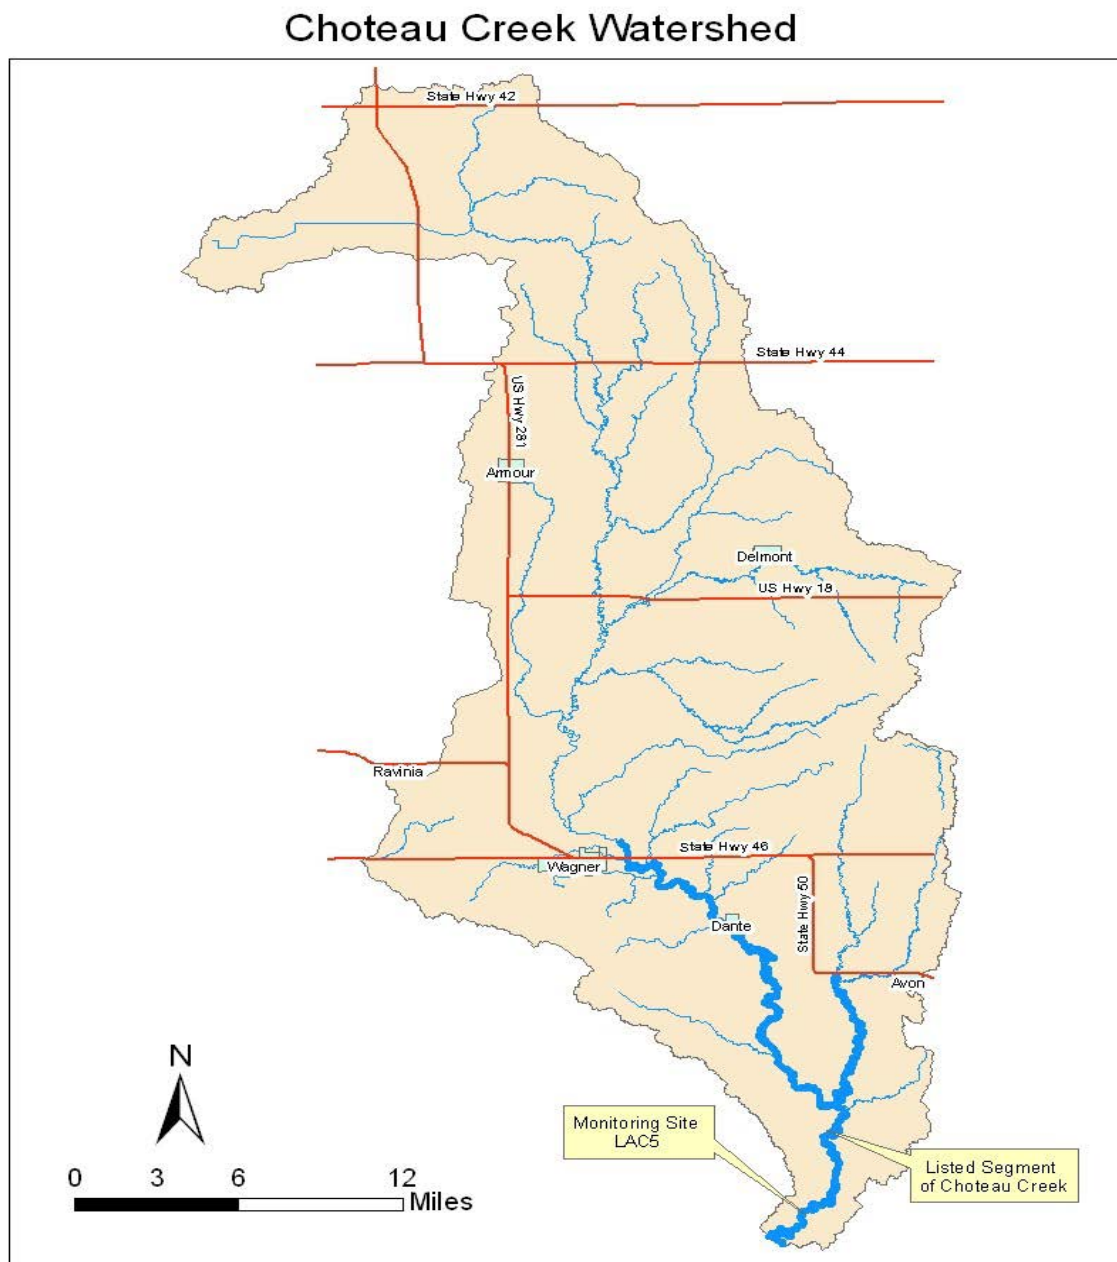 Choteau Creek Watershed
State Hwy 42
State Hwy 44
US Hwy 281
Armour
Delmont
US Hwy 18
Ravinia
State Hwy 46
Wagner
State Hwy 50
Dante
Avon
N
Monitoring Site
LAC5
Listed Segment
of Choteau Creek
0 3 6 12
Miles